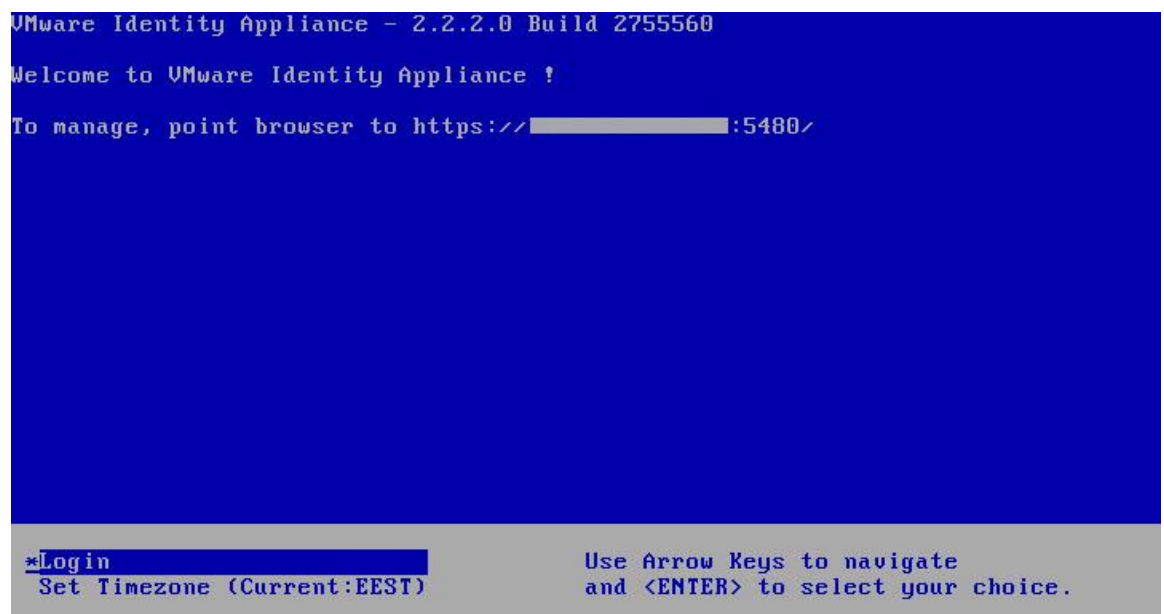 VMware Identity Appliance - 2.2.2.0 Build 2755560
Welcome to VMware Identity Appliance !
To manage, point browser to https:// :5480/
*Login
Set Timezone (Current:EEST)
Use Arrow Keys to navigate
and <ENTER> to select your choice.